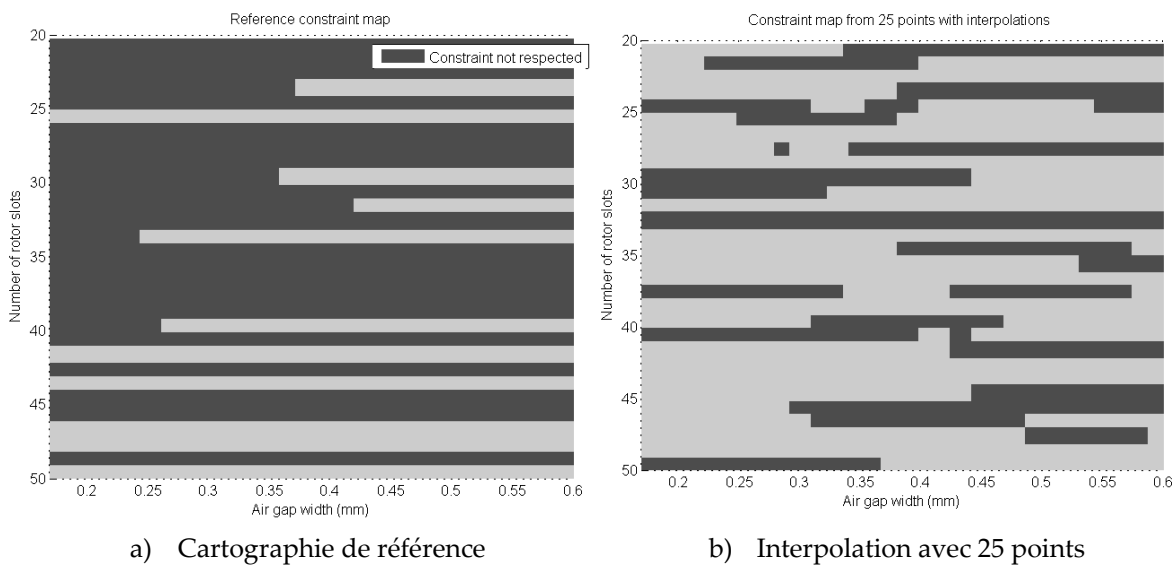 Reference constraint map
Constraint not respected
Number of rotor slots
20
25
30
35
40
45
50
0.2 0.25 0.3 0.35 0.4 0.45 0.5 0.55 0.6
Air gap width (mm)
a) Cartographie de référence
Constraint map from 25 points with interpolations
Number of rotor slots
20
25
30
35
40
45
50
0.2 0.25 0.3 0.35 0.4 0.45 0.5 0.55 0.6
Air gap width (mm)
b) Interpolation avec 25 points